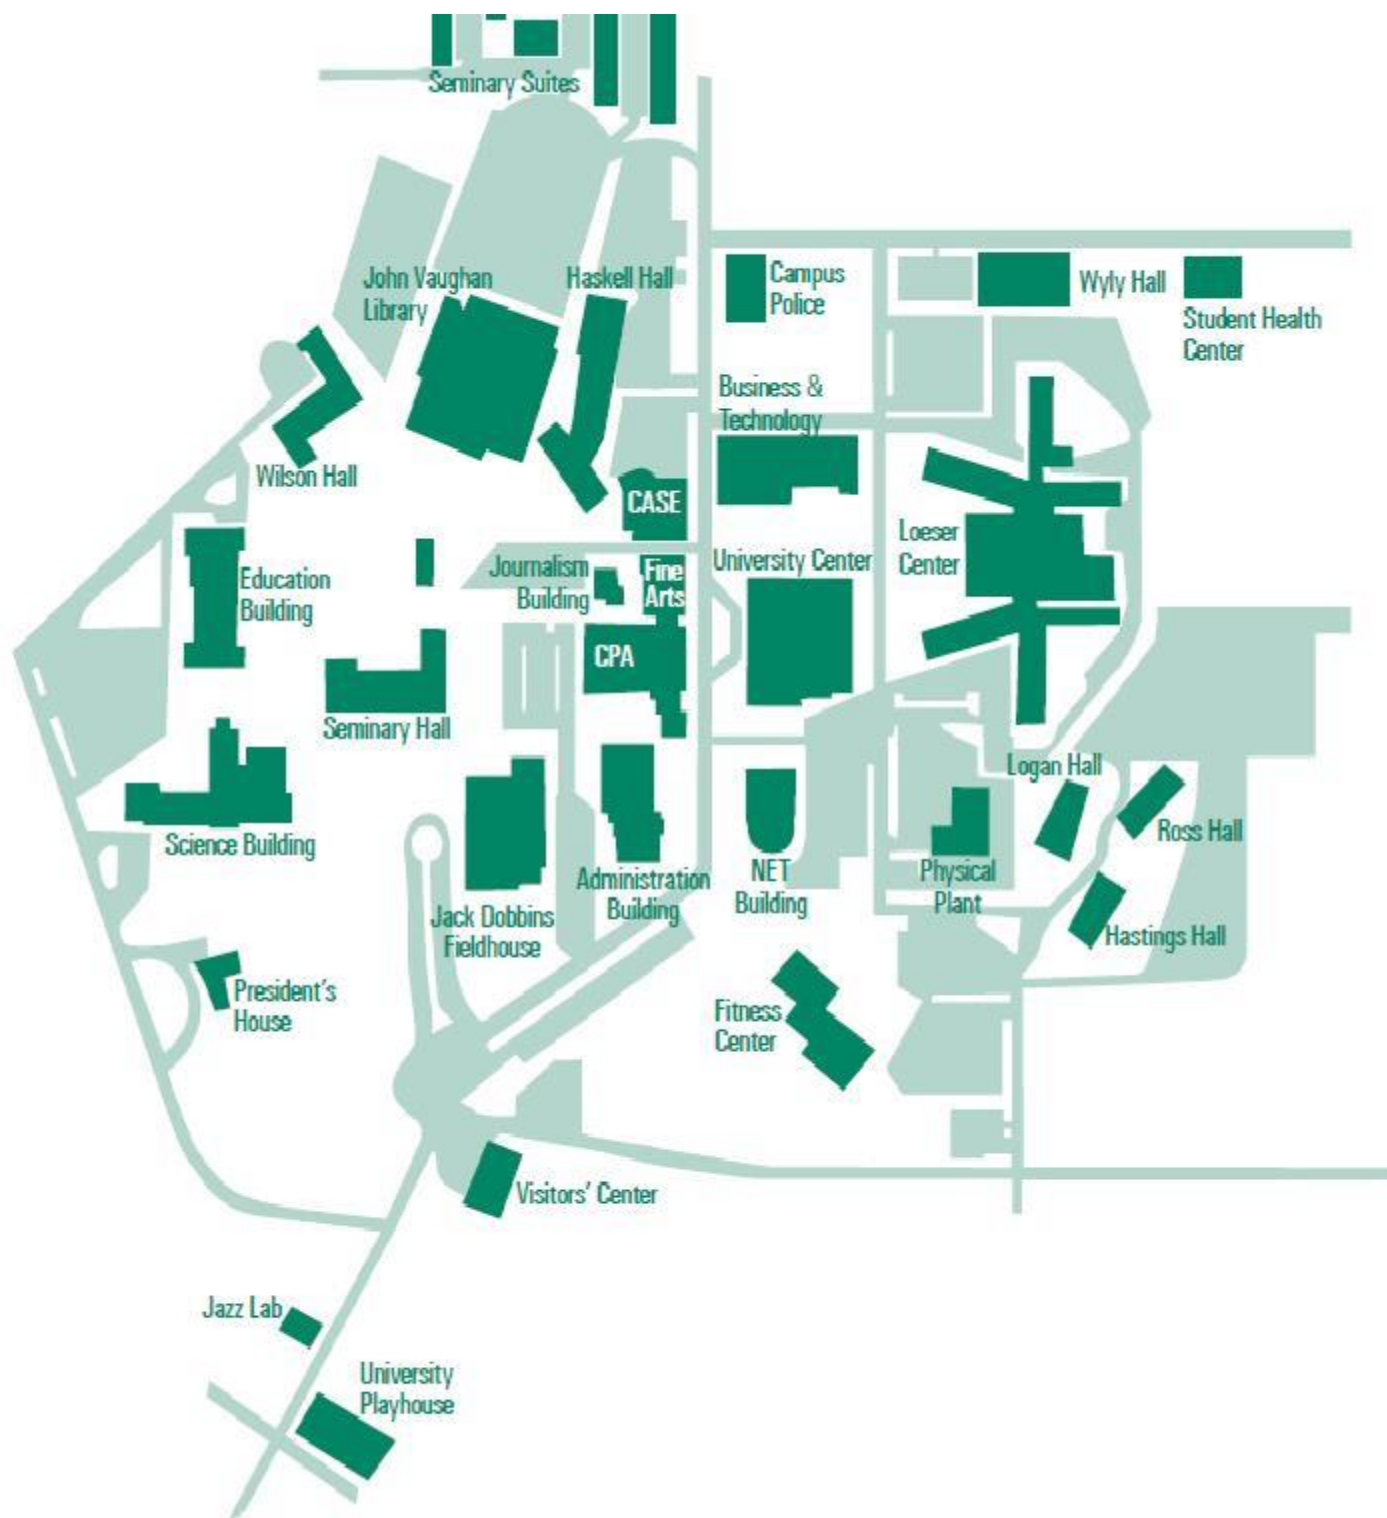 Seminary Suites
John Vaughan
Library
Haskell Hall
Campus
Police
Wyly Hall
Student Health
Center
Business &
Technology
Wilson Hall
CASE
Loeser
Center
University Center
Journalism
Building
Fine
Arts
Education
Building
CPA
Seminary Hall
Logan Hall
Ross Hall
Science Building
Physical
Plant
NET
Building
Administration
Building
Jack Dobbins
Fieldhouse
Hastings Hall
President's
House
Fitness
Center
Visitors' Center
Jazz Lab
University
Playhouse